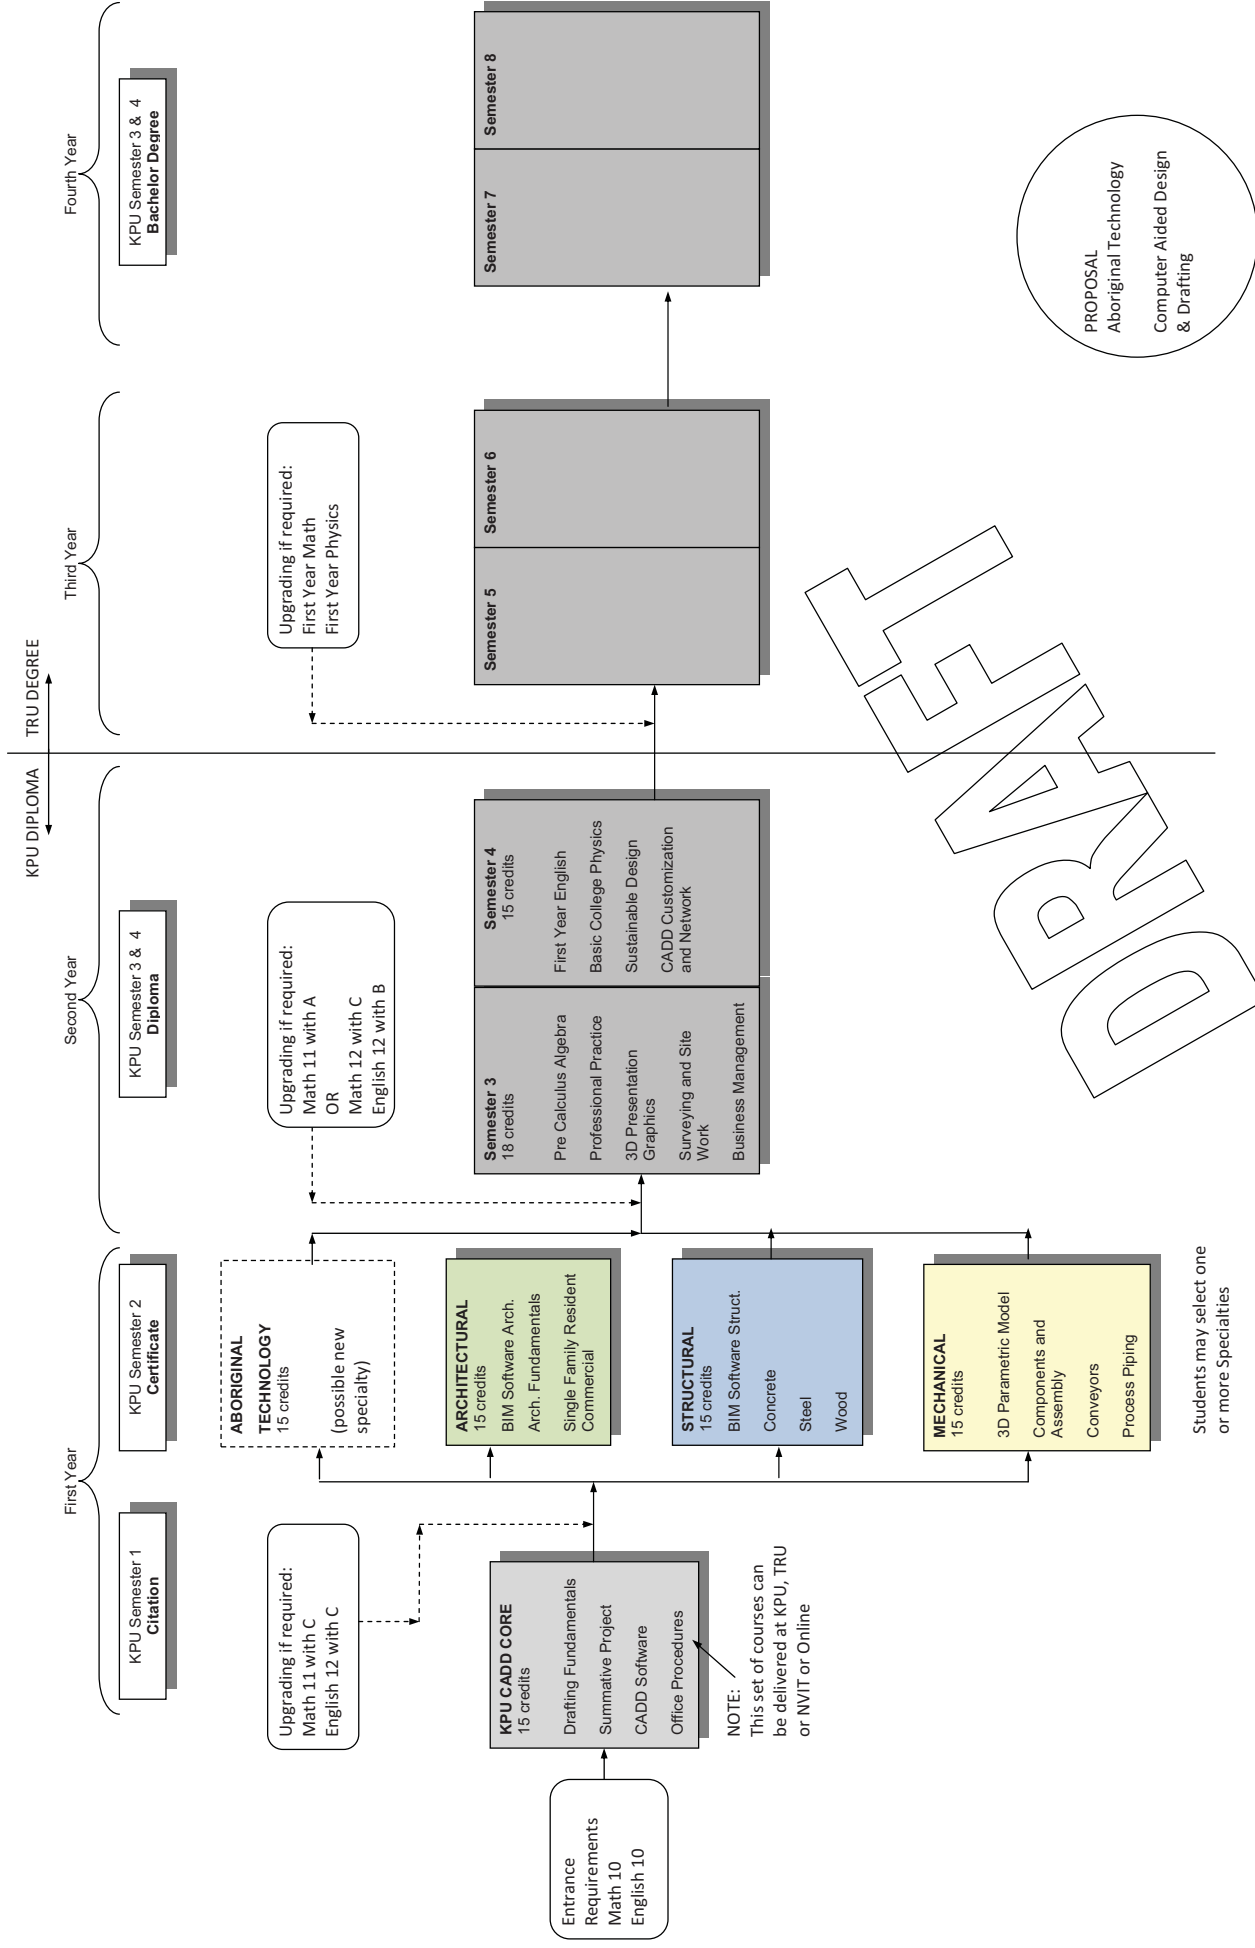 KPU DIPLOMA
TRU DEGREE
First Year
Second Year
Third Year
Fourth Year
KPU Semester 1
Citation
KPU Semester 2
Certificate
KPU Semester 3 & 4
Diploma
KPU Semester 3 & 4
Bachelor Degree
Entrance
Requirements
Math 10
English 10
Upgrading if required:
Math 11 with C
English 12 with C
KPU CADD CORE
15 credits
Drafting Fundamentals
Summative Project
CADD Software
Office Procedures
NOTE:
This set of courses can
be delivered at KPU, TRU
or NVIT or Online
ABORIGINAL
TECHNOLOGY
15 credits
(possible new
specialty)
ARCHITECTURAL
15 credits
BIM Software Arch.
Arch. Fundamentals
Single Family Resident
Commercial
STRUCTURAL
15 credits
BIM Software Struct.
Concrete
Steel
Wood
MECHANICAL
15 credits
3D Parametric Model
Components and
Assembly
Conveyors
Process Piping
Students may select one
or more Specialties
Upgrading if required:
Math 11 with A
OR
Math 12 with C
English 12 with B
Semester 3
18 credits
Pre Calculus Algebra
Professional Practice
3D Presentation
Graphics
Surveying and Site
Work
Business Management
Semester 4
15 credits
First Year English
Basic College Physics
Sustainable Design
CADD Customization
and Network
Upgrading if required:
First Year Math
First Year Physics
Semester 5
Semester 6
Semester 7
Semester 8
DRAFT
PROPOSAL
Aboriginal Technology
Computer Aided Design
& Drafting